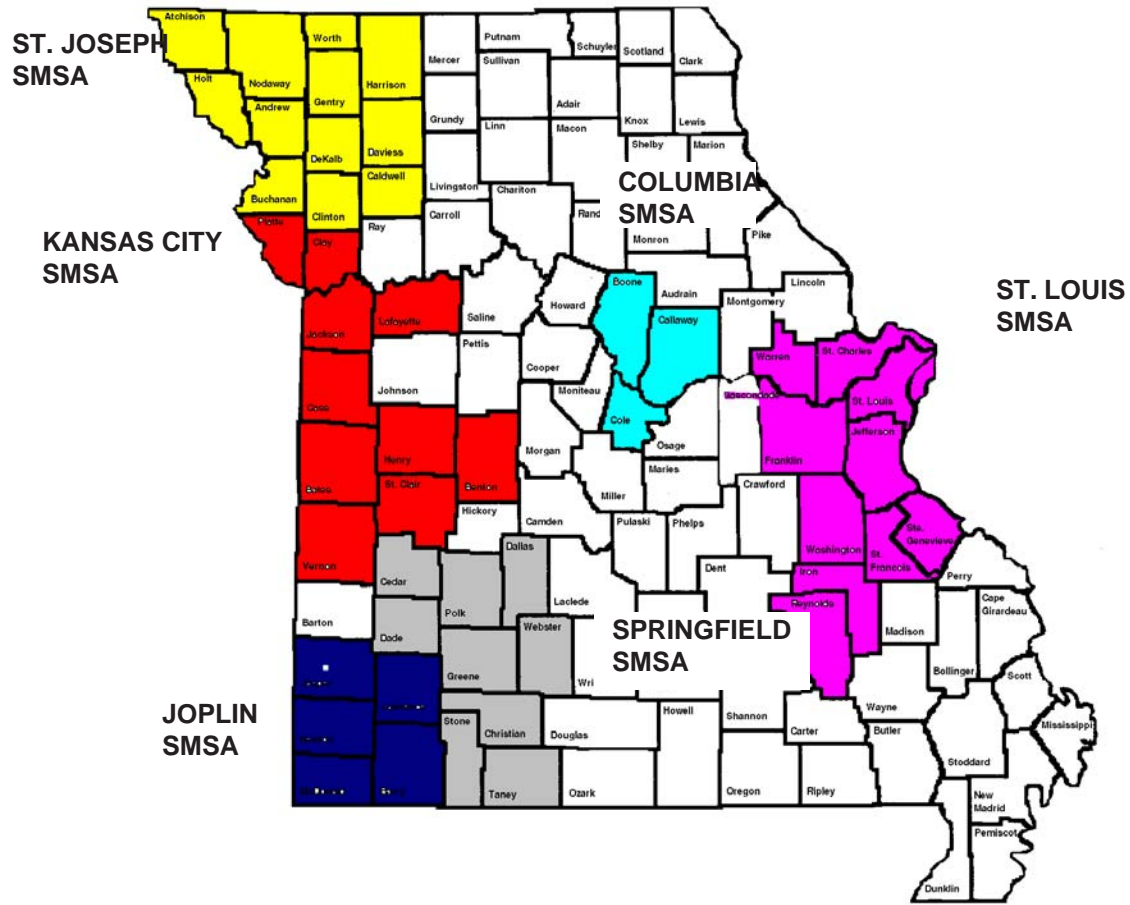 Atchison
Worth
Putnam
Schuyler
Scotland
Clark
ST. JOSEPH
SMSA
Mercer
Sullivan
Holt
Nodaway
Harrison
Gentry
Adair
Andrew
Grundy
Knox
Lewis
Linn
Macon
Shelby
Marion
DeKalb
Daviess
Caldwell
Livingston
Chariton
COLUMBIA
SMSA
Buchanan
Clinton
Carroll
Rand
Ray
Platte
Clay
KANSAS CITY
SMSA
Monron
Pike
Boone
Audrain
Lincoln
Montgomery
Howard
Callaway
ST. LOUIS
SMSA
Jackson
Lafayette
Saline
Pettis
Cooper
Warren
St. Charles
Johnson
Moniteau
Cass
Cole
St. Louis
Osage
Jefferson
Morgan
Franklin
Henry
Maries
Bates
St. Clair
Benton
Miller
Crawford
Hickory
Camden
Pulaski
Phelps
Washington
Ste.
Genevieve
St.
Francois
Dallas
Vernon
Cedar
Dent
Iron
Perry
Polk
Laclede
Reynolds
Cape
Girardeau
Barton
Dade
Webster
SPRINGFIELD
SMSA
Madison
Greene
Wri
Bollinger
Scott
JOPLIN
SMSA
Stone
Christian
Douglas
Howell
Shannon
Carter
Wayne
Butler
Mississippi
Stoddard
Taney
Ozark
Oregon
Ripley
New
Madrid
Pemiscot
Dunklin